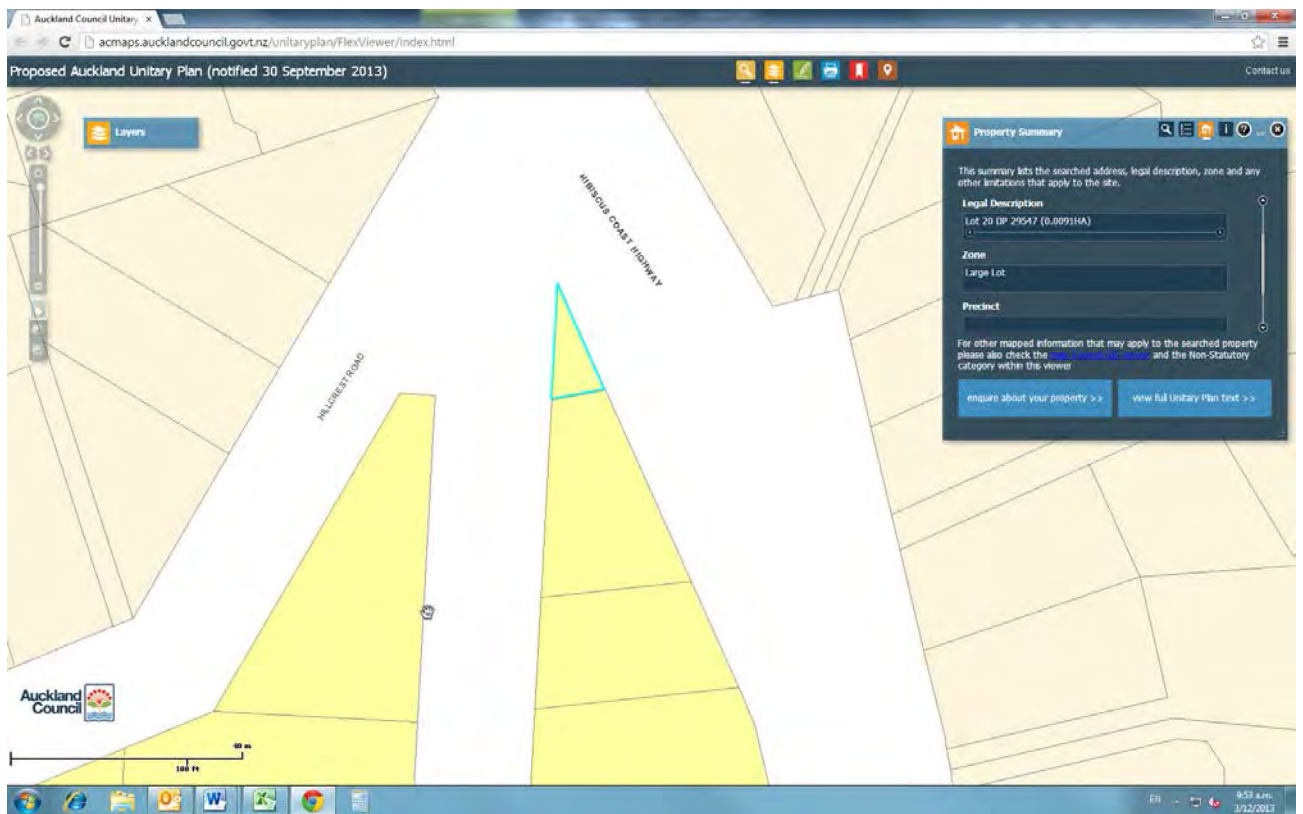 Auckland Council Unitary
acmaps.aucklandcouncil.govt.nz/unitaryplan/FlexViewer/index.html
Proposed Auckland Unitary Plan (notified 30 September 2013)
Contact us
Layers
HIBISCUS COAST HIGHWAY
HILLCREST ROAD
Property Summary
This summary lists the searched address, legal description, zone and any
other limitations that apply to the site.
Legal Description
Lot 20 DP 29547 (0.0091HA)
Zone
Large Lot
Precinct
For other mapped information that may apply to the searched property
please also check the
and the Non-Statutory
category within this viewer
enquire about your property >>
view full Unitary Plan text >>
Auckland
Council
40 m
100 ft
EN
9:53 a.m.
3/12/2013